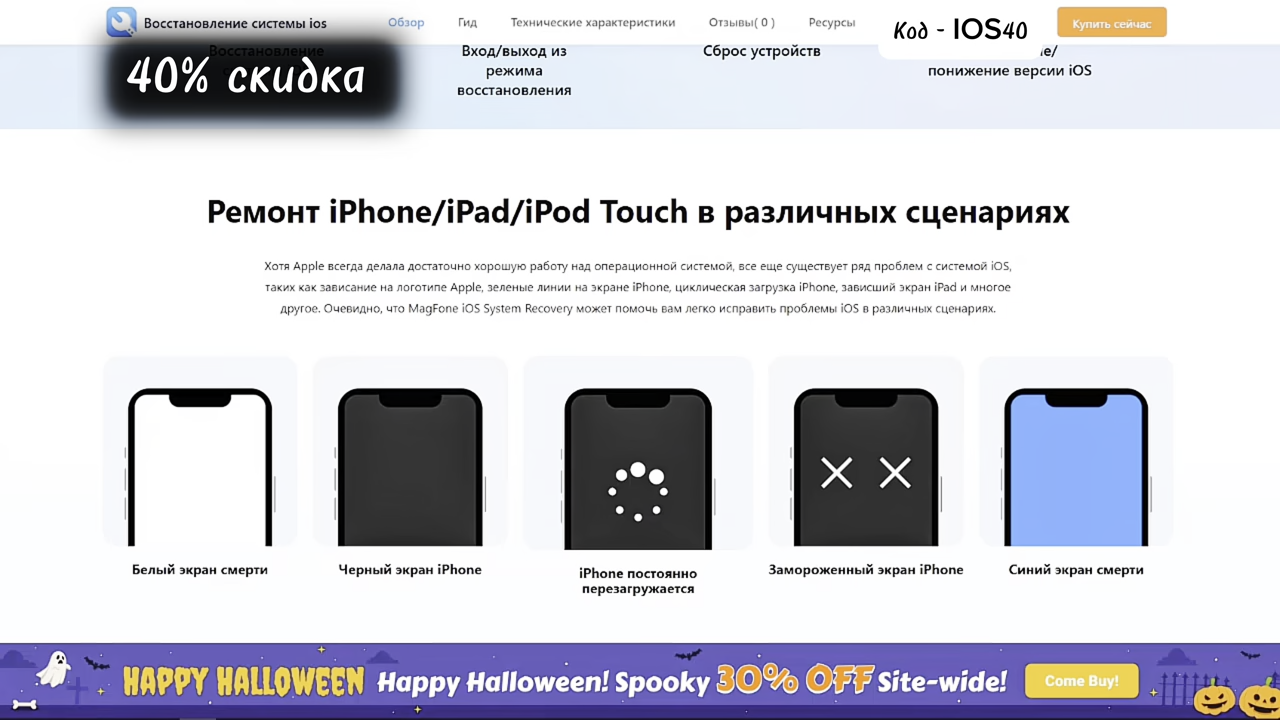 Восстановление системы ios
Обзор
Гид
Технические характеристики
Отзывы( 0 )
Ресурсы
Код - IOS40
Купить сейчас
Восстановление
40% скидка
Вход/выход из
режима
восстановления
Сброс устройств
понижение версии iOS
Ремонт iPhone/iPad/iPod Touch в различных сценариях
Хотя Apple всегда делала достаточно хорошую работу над операционной системой, все еще существует ряд проблем с системой iOS,
таких как зависание на логотипе Apple, зеленые линии на экране iPhone, циклическая загрузка iPhone, зависший экран iPad и многое
другое. Очевидно, что MagFone iOS System Recovery может помочь вам легко исправить проблемы iOS в различных сценариях.
Белый экран смерти
Черный экран iPhone
iPhone постоянно
перезагружается
Замороженный экран iPhone
Синий экран смерти
HAPPY HALLOWEEN
Happy Halloween! Spooky 30% OFF Site-wide!
Come Buy!